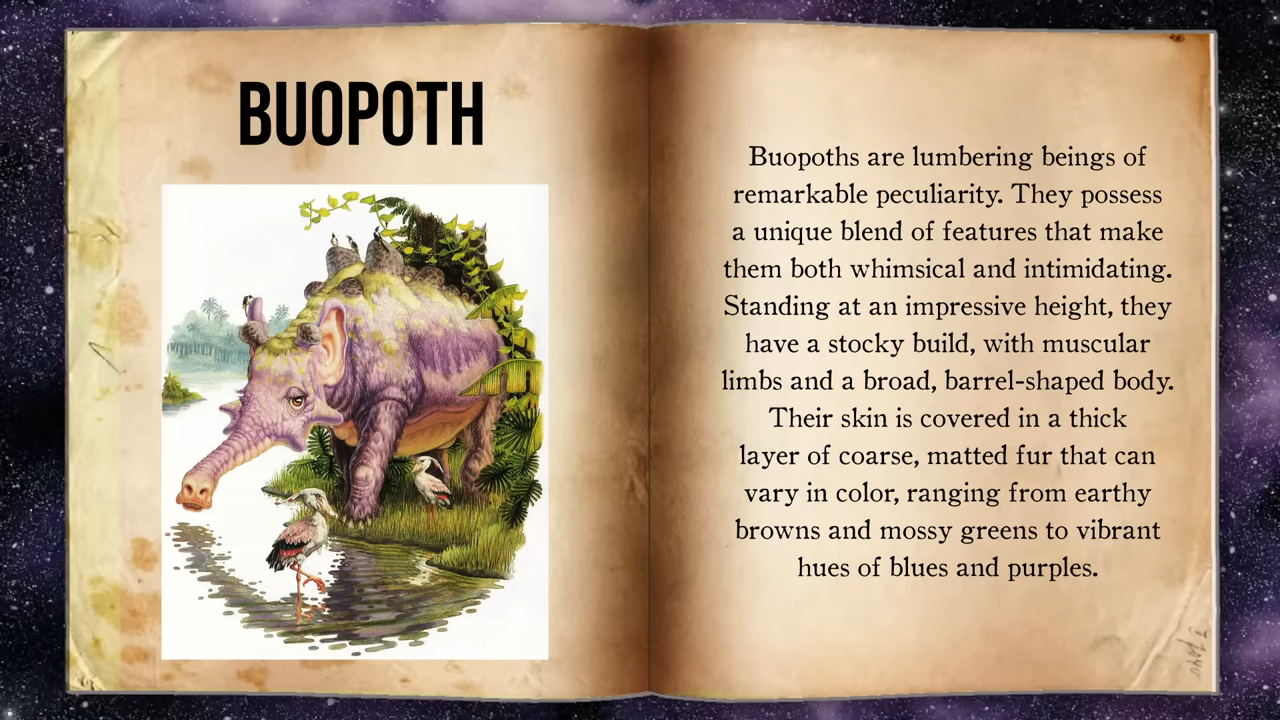 BUOPOTH
Buopoths are lumbering beings of
remarkable peculiarity. They possess
a unique blend of features that make
them both whimsical and intimidating.
Standing at an impressive height, they
have a stocky build, with muscular
limbs and a broad, barrel-shaped body.
Their skin is covered in a thick
layer of coarse, matted fur that can
vary in color, ranging from earthy
browns and mossy greens to vibrant
hues of blues and purples.